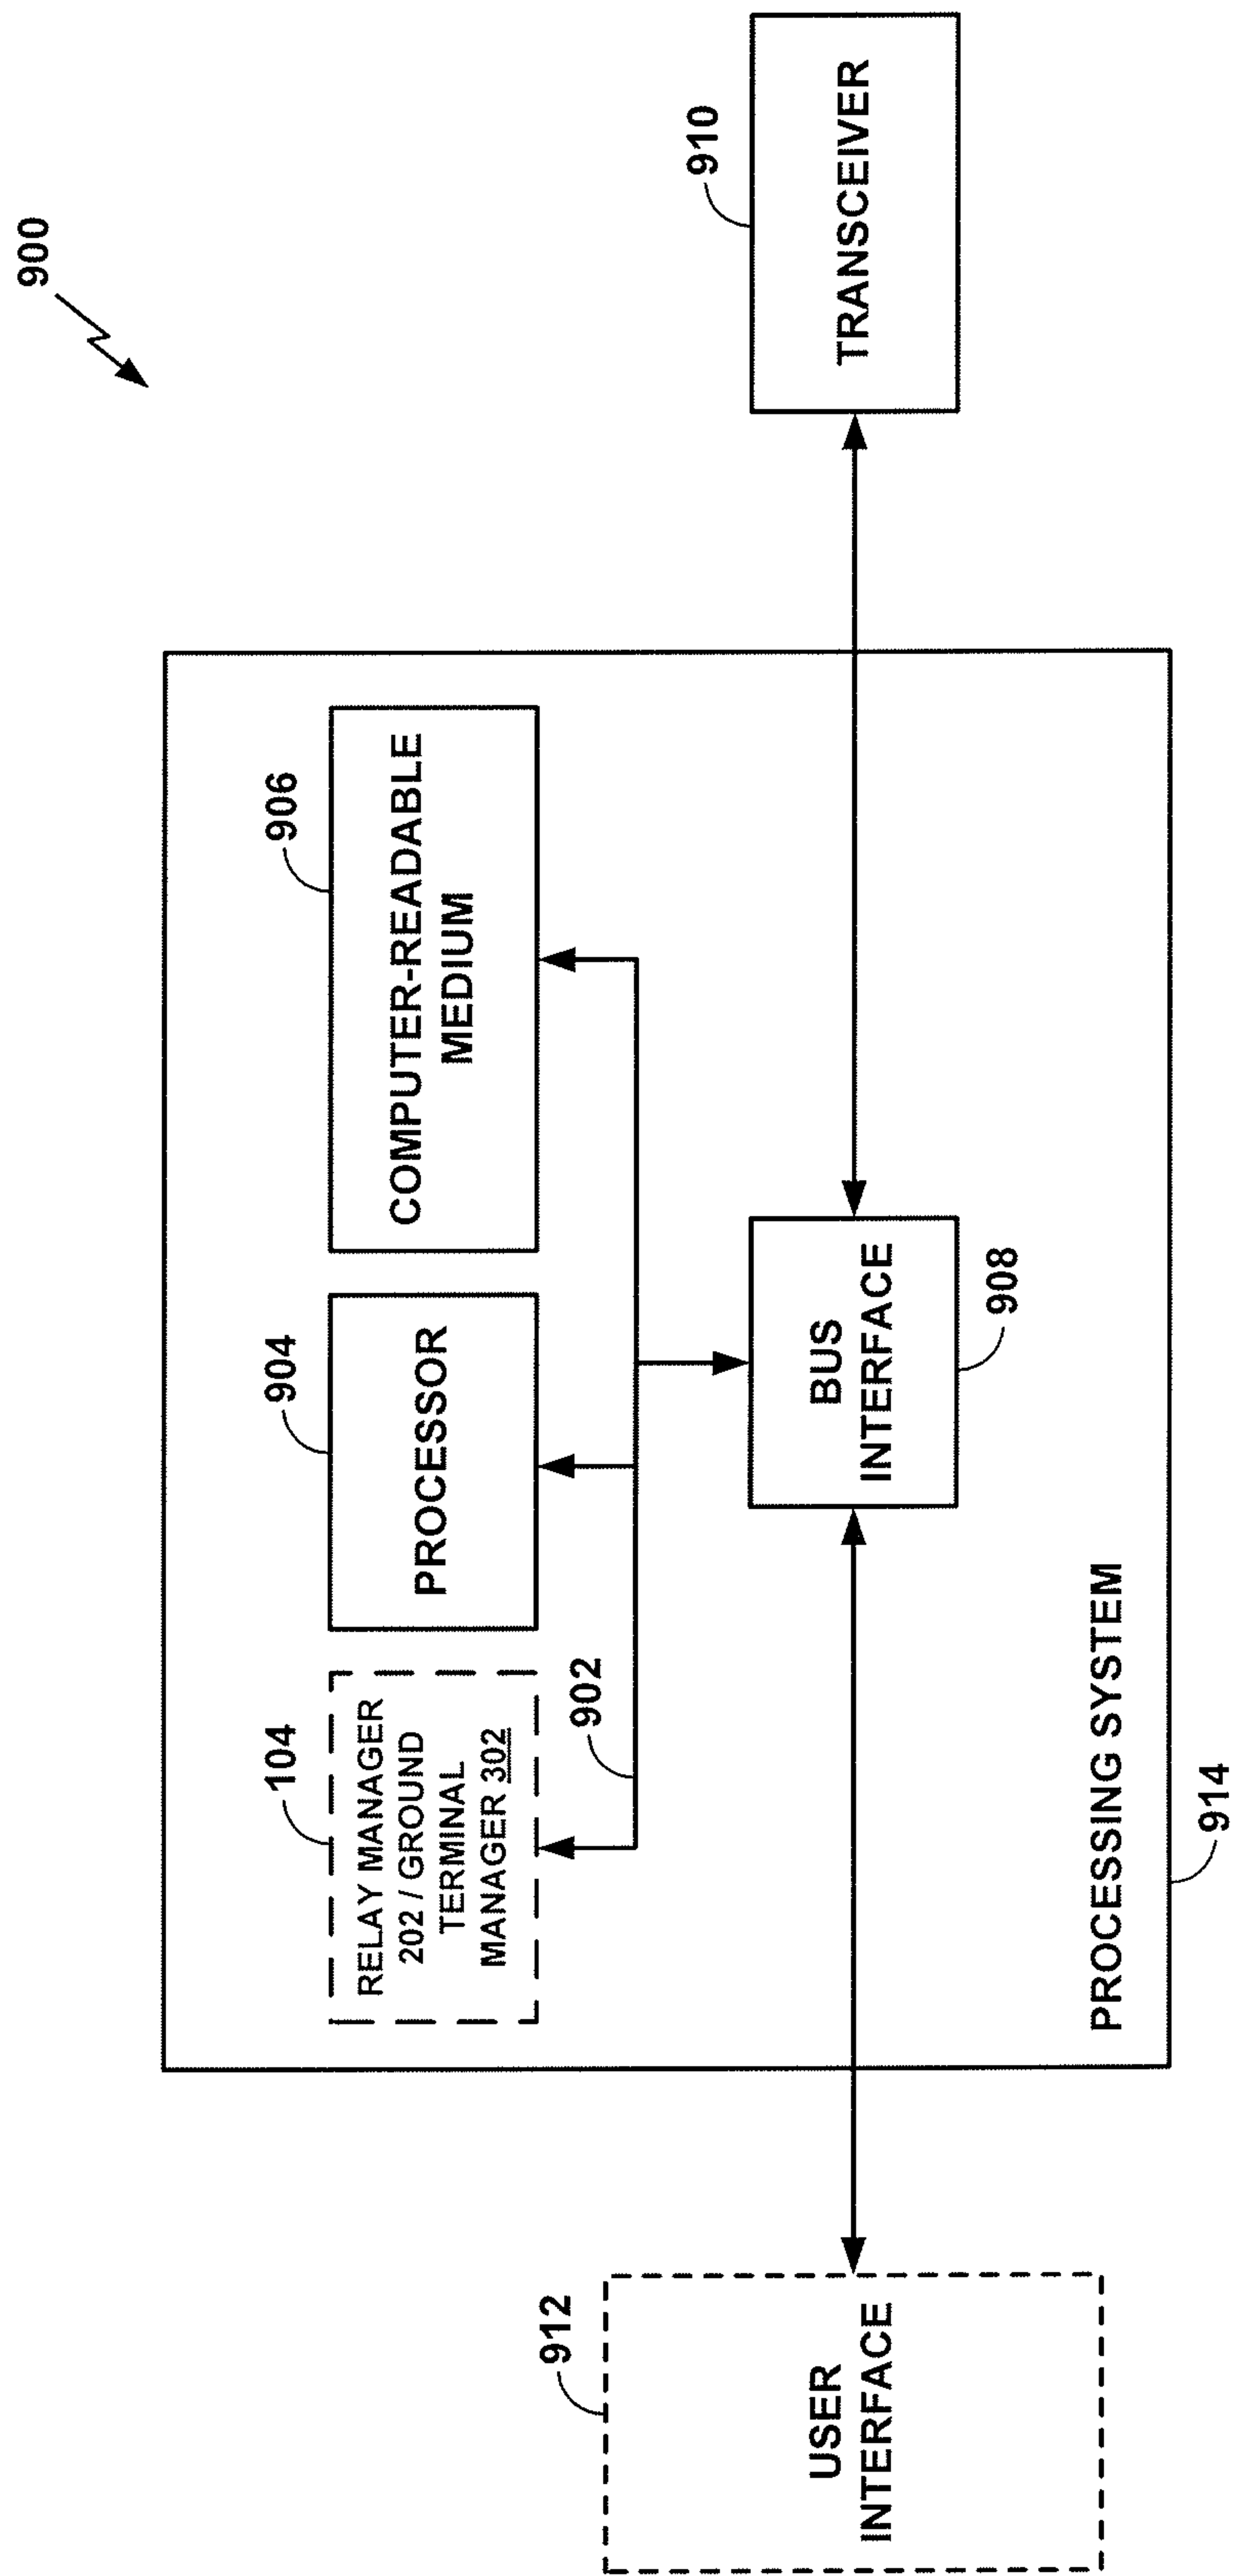 900
104
RELAY MANAGER
202 / GROUND
TERMINAL
MANAGER 302
904
PROCESSOR
906
COMPUTER-READABLE
MEDIUM
902
912
USER
INTERFACE
BUS
INTERFACE
908
910
TRANSCEIVER
PROCESSING SYSTEM
914